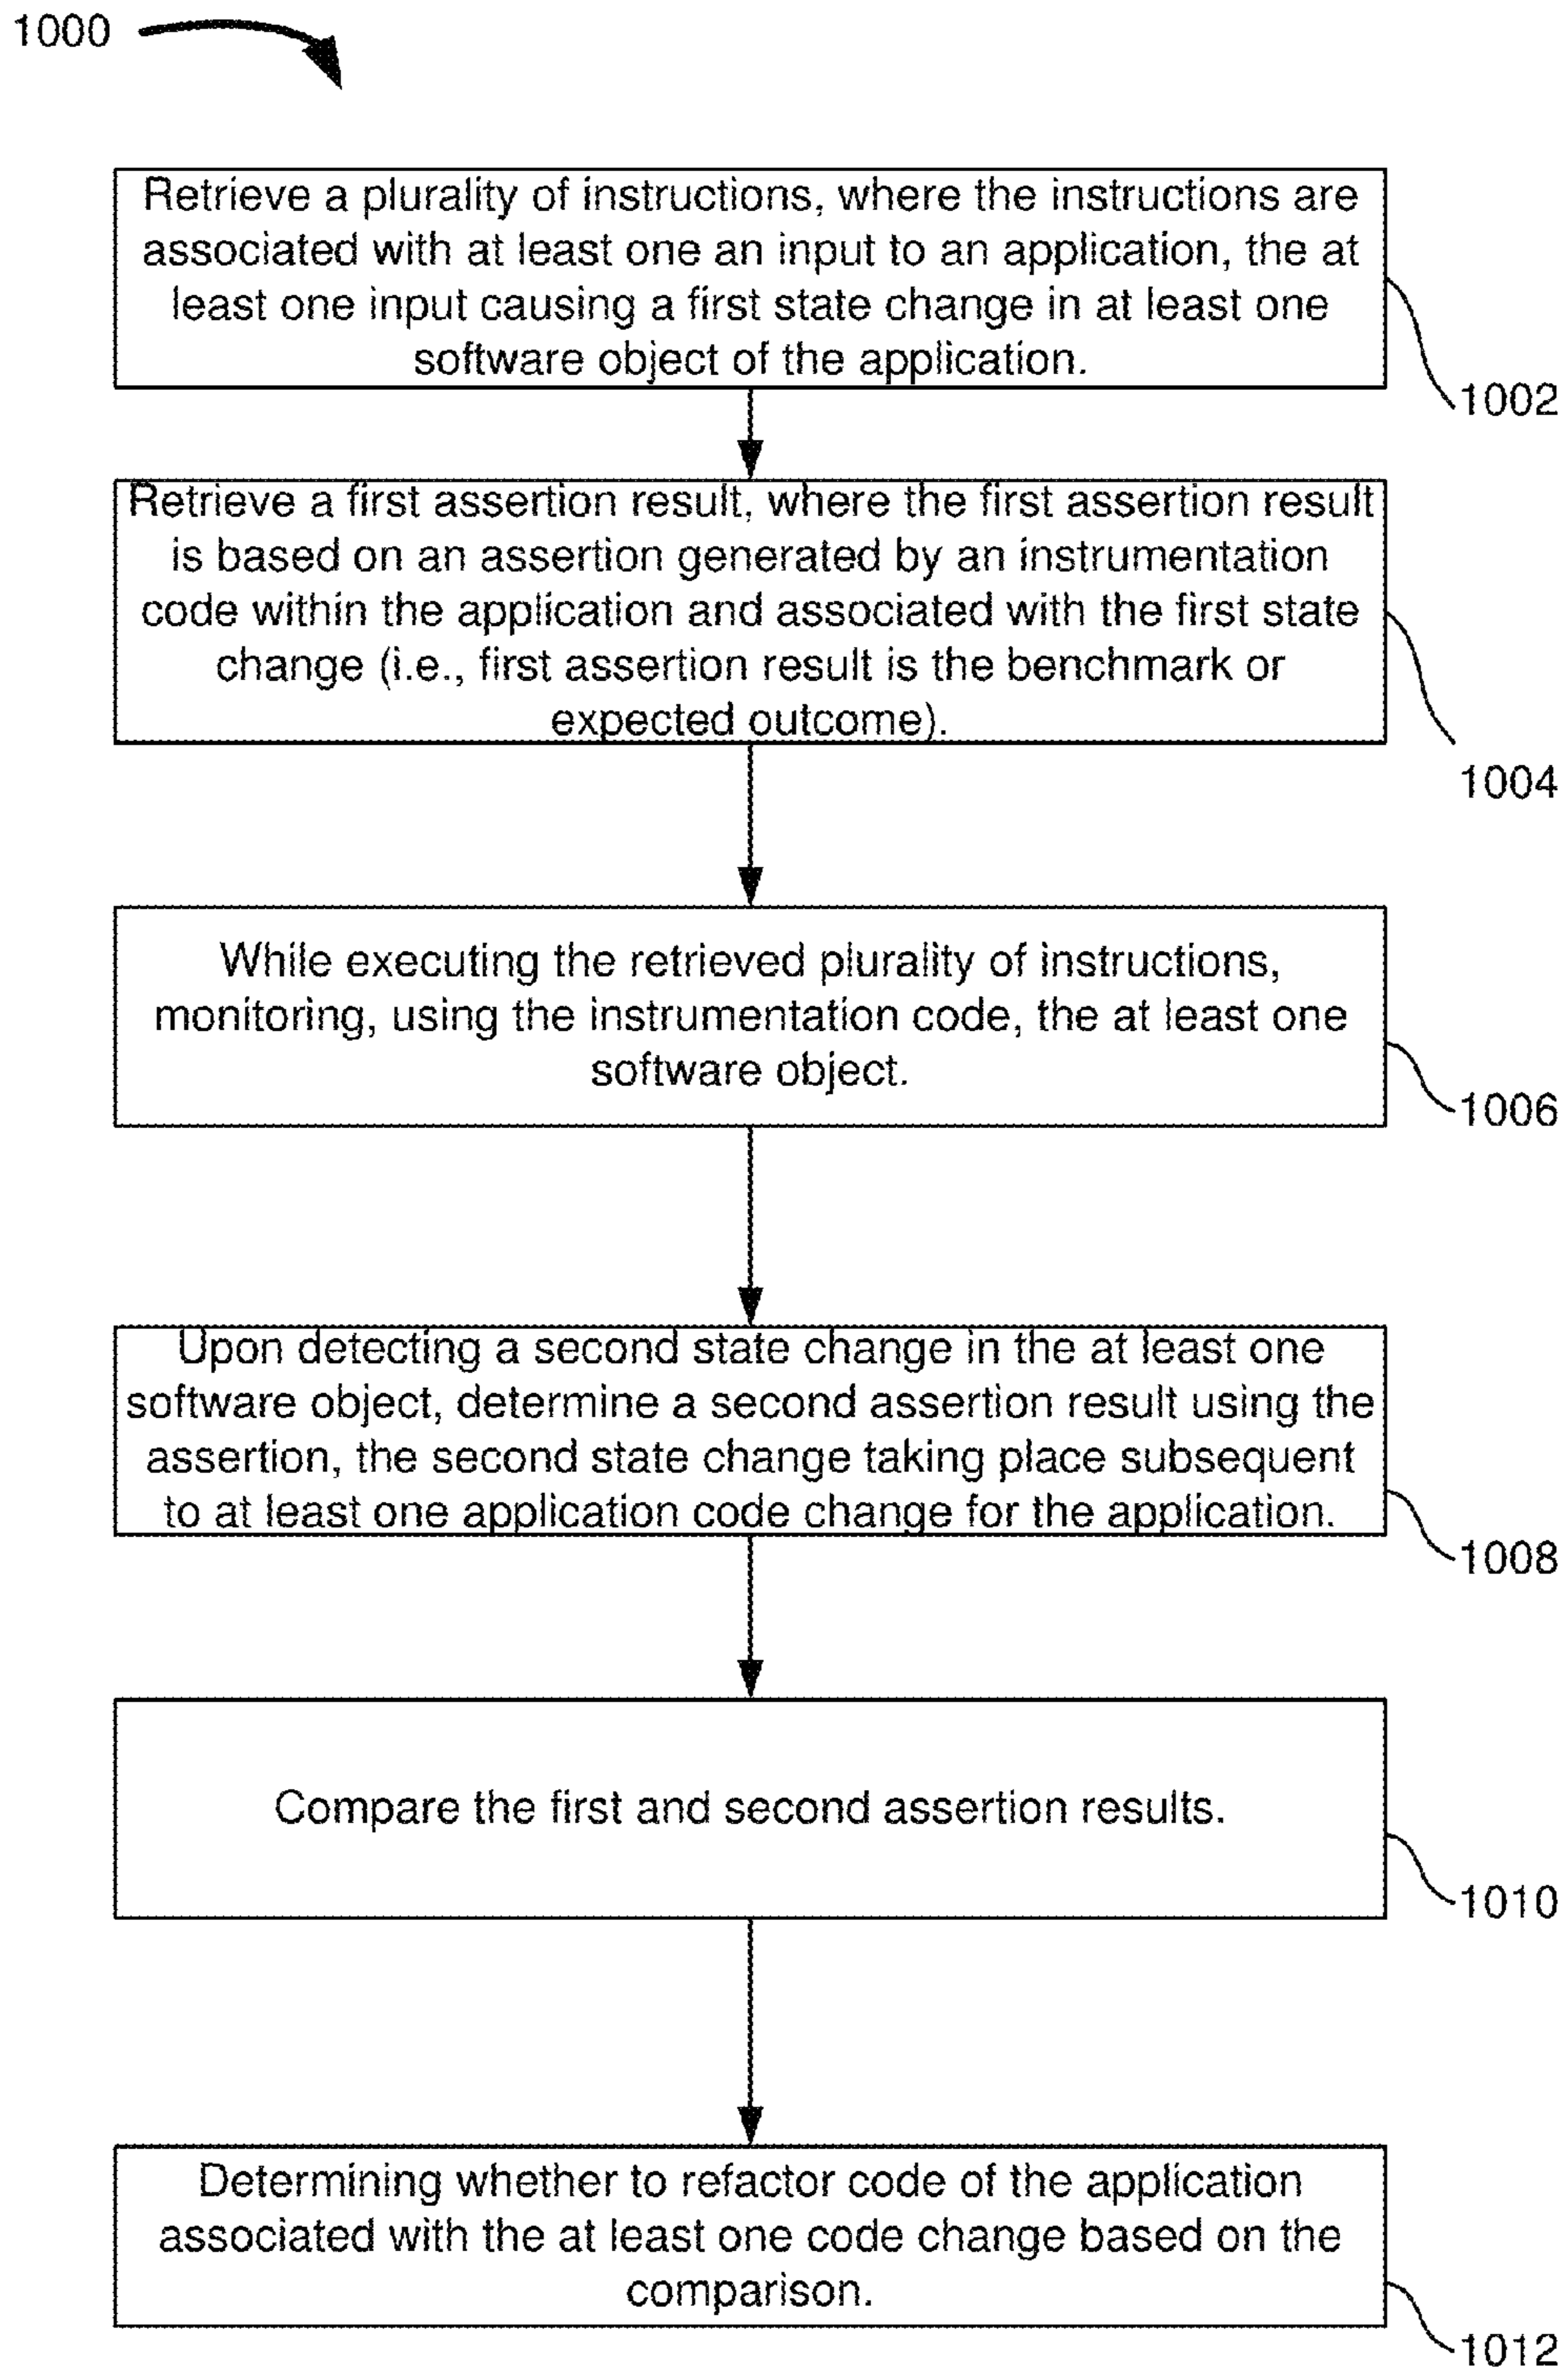 1000
Retrieve a plurality of instructions, where the instructions are
associated with at least one an input to an application, the at
least one input causing a first state change in at least one
software object of the application.
1002
Retrieve a first assertion result, where the first assertion result
is based on an assertion generated by an instrumentation
code within the application and associated with the first state
change (i.e., first assertion result is the benchmark or
expected outcome).
1004
While executing the retrieved plurality of instructions,
monitoring, using the instrumentation code, the at least one
software object.
1006
Upon detecting a second state change in the at least one
software object, determine a second assertion result using the
assertion, the second state change taking place subsequent
to at least one application code change for the application.
1008
Compare the first and second assertion results.
1010
Determining whether to refactor code of the application
associated with the at least one code change based on the
comparison.
1012